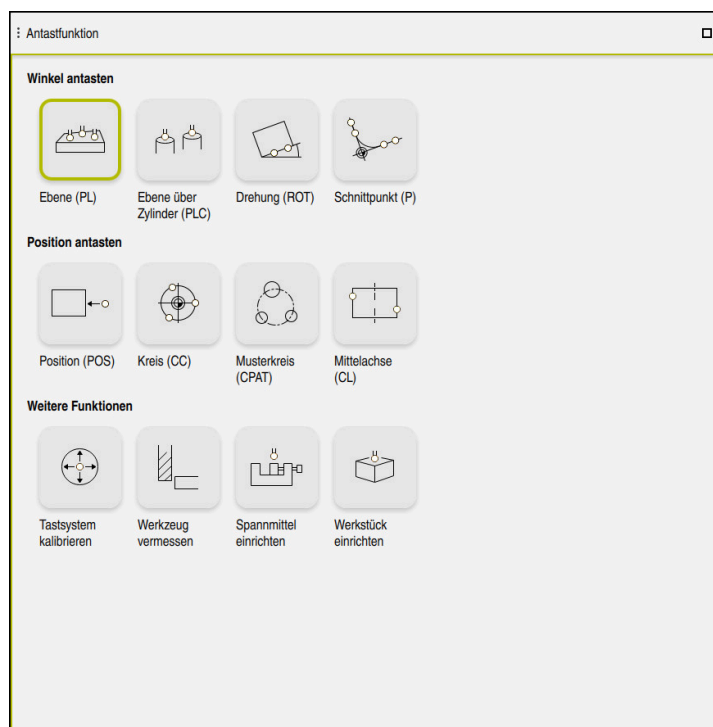 Antastfunktion
Winkel antasten
Ebene (PL)
Ebene über
Zylinder (PLC)
Drehung (ROT)
Schnittpunkt (P)
Position antasten
Position (POS)
Kreis (CC)
Musterkreis
(CPAT)
Mittelachse
(CL)
Weitere Funktionen
Tastsystem
kalibrieren
Werkzeug
vermessen
Spannmittel
einrichten
Werkstück
einrichten